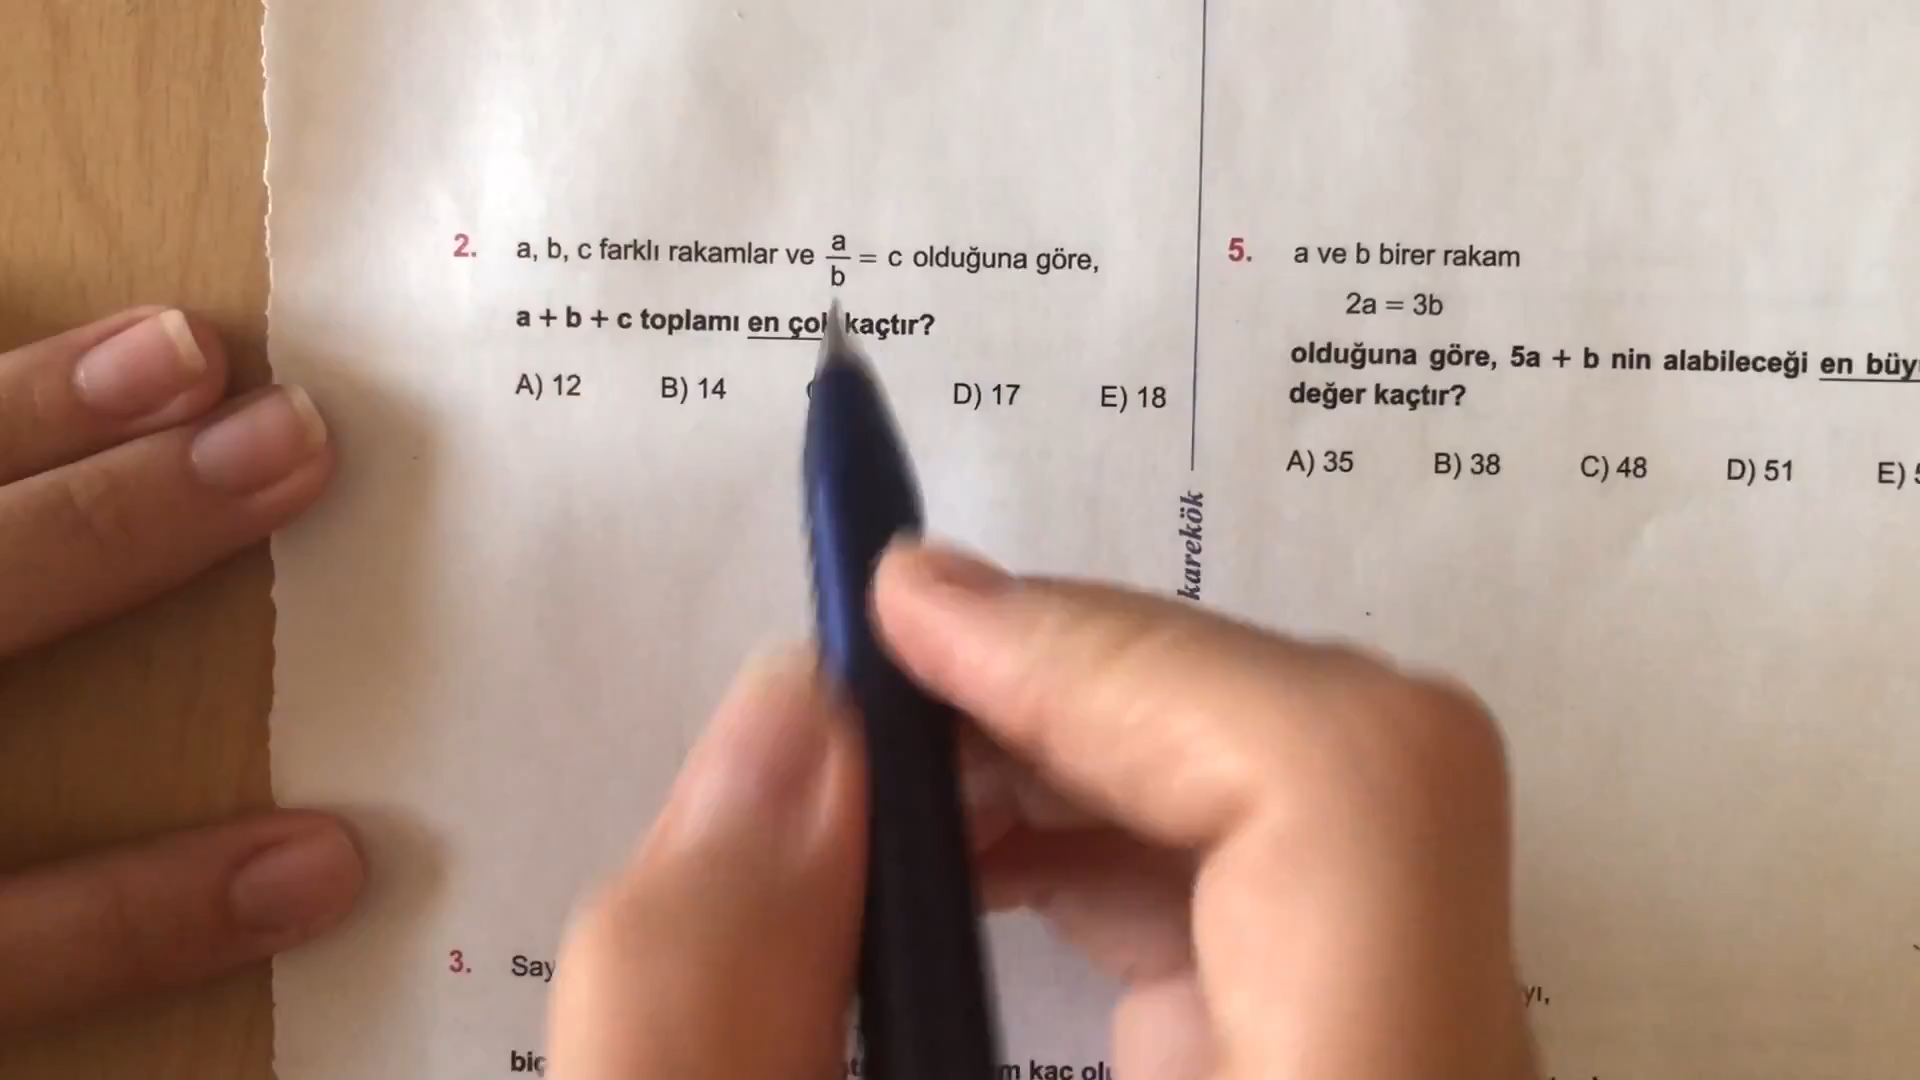 2. a, b, c farklı rakamlar ve a/b = c olduğuna göre,
a + b + c toplamı en kaçtır?
A) 12 B) 14 D) 17 E) 18
3.
5. a ve b birer rakam
2a = 3b
olduğuna göre, 5a + b nin alabileceği en
değer kaçtır?
A) 35 B) 38 C) 48 D) 51 E)
karekök